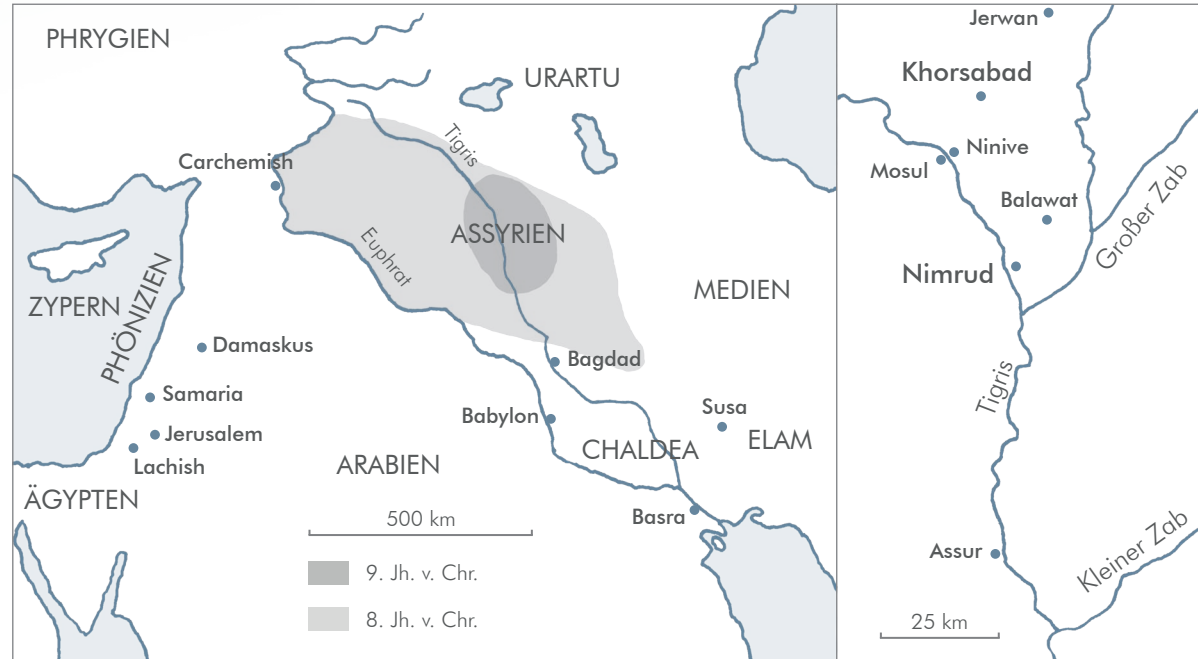 PHRYGIEN
URARTU
Tigris
Carchemish
ASSYRIEN
Euphrat
MEDIEN
ZYPERN
PHÖNIZIEN
Damaskus
Bagdad
Samaria
Babylon
Susa
Jerusalem
CHALDEA
ELAM
Lachish
ARABIEN
ÄGYPTEN
500 km
Basra
9. Jh. v. Chr.
8. Jh. v. Chr.
Jerwan
Khorsabad
Ninive
Mosul
Balawat
Großer Zab
Nimrud
Tigris
Assur
Kleiner Zab
25 km